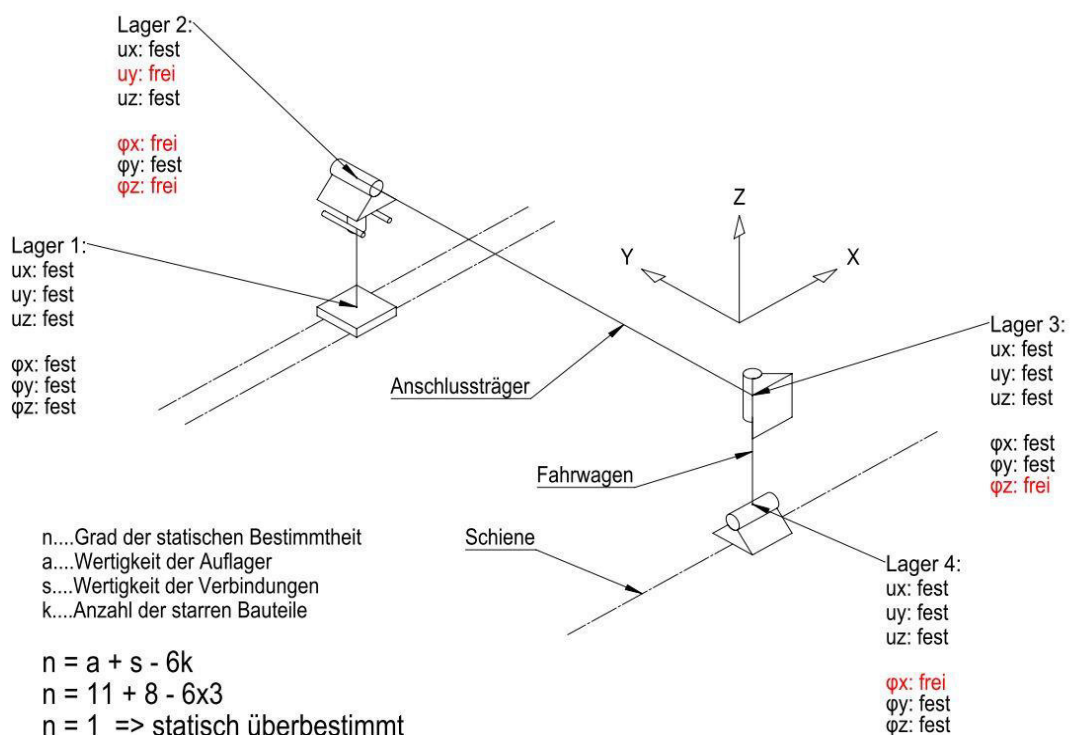 Lager 2:
ux: fest
uy: frei
uz: fest
φx: frei
φy: fest
φz: frei
Lager 1:
ux: fest
uy: fest
uz: fest
φx: fest
φy: fest
φz: fest
Z
Y
X
Anschlussträger
Lager 3:
ux: fest
uy: fest
uz: fest
φx: fest
φy: fest
φz: frei
Fahrwagen
Schiene
Lager 4:
ux: fest
uy: fest
uz: fest
φx: frei
φy: fest
φz: fest
n....Grad der statischen Bestimmtheit
a....Wertigkeit der Auflager
s....Wertigkeit der Verbindungen
k....Anzahl der starren Bauteile
n = a + s - 6k
n = 11 + 8 - 6x3
n = 1 => statisch überbestimmt